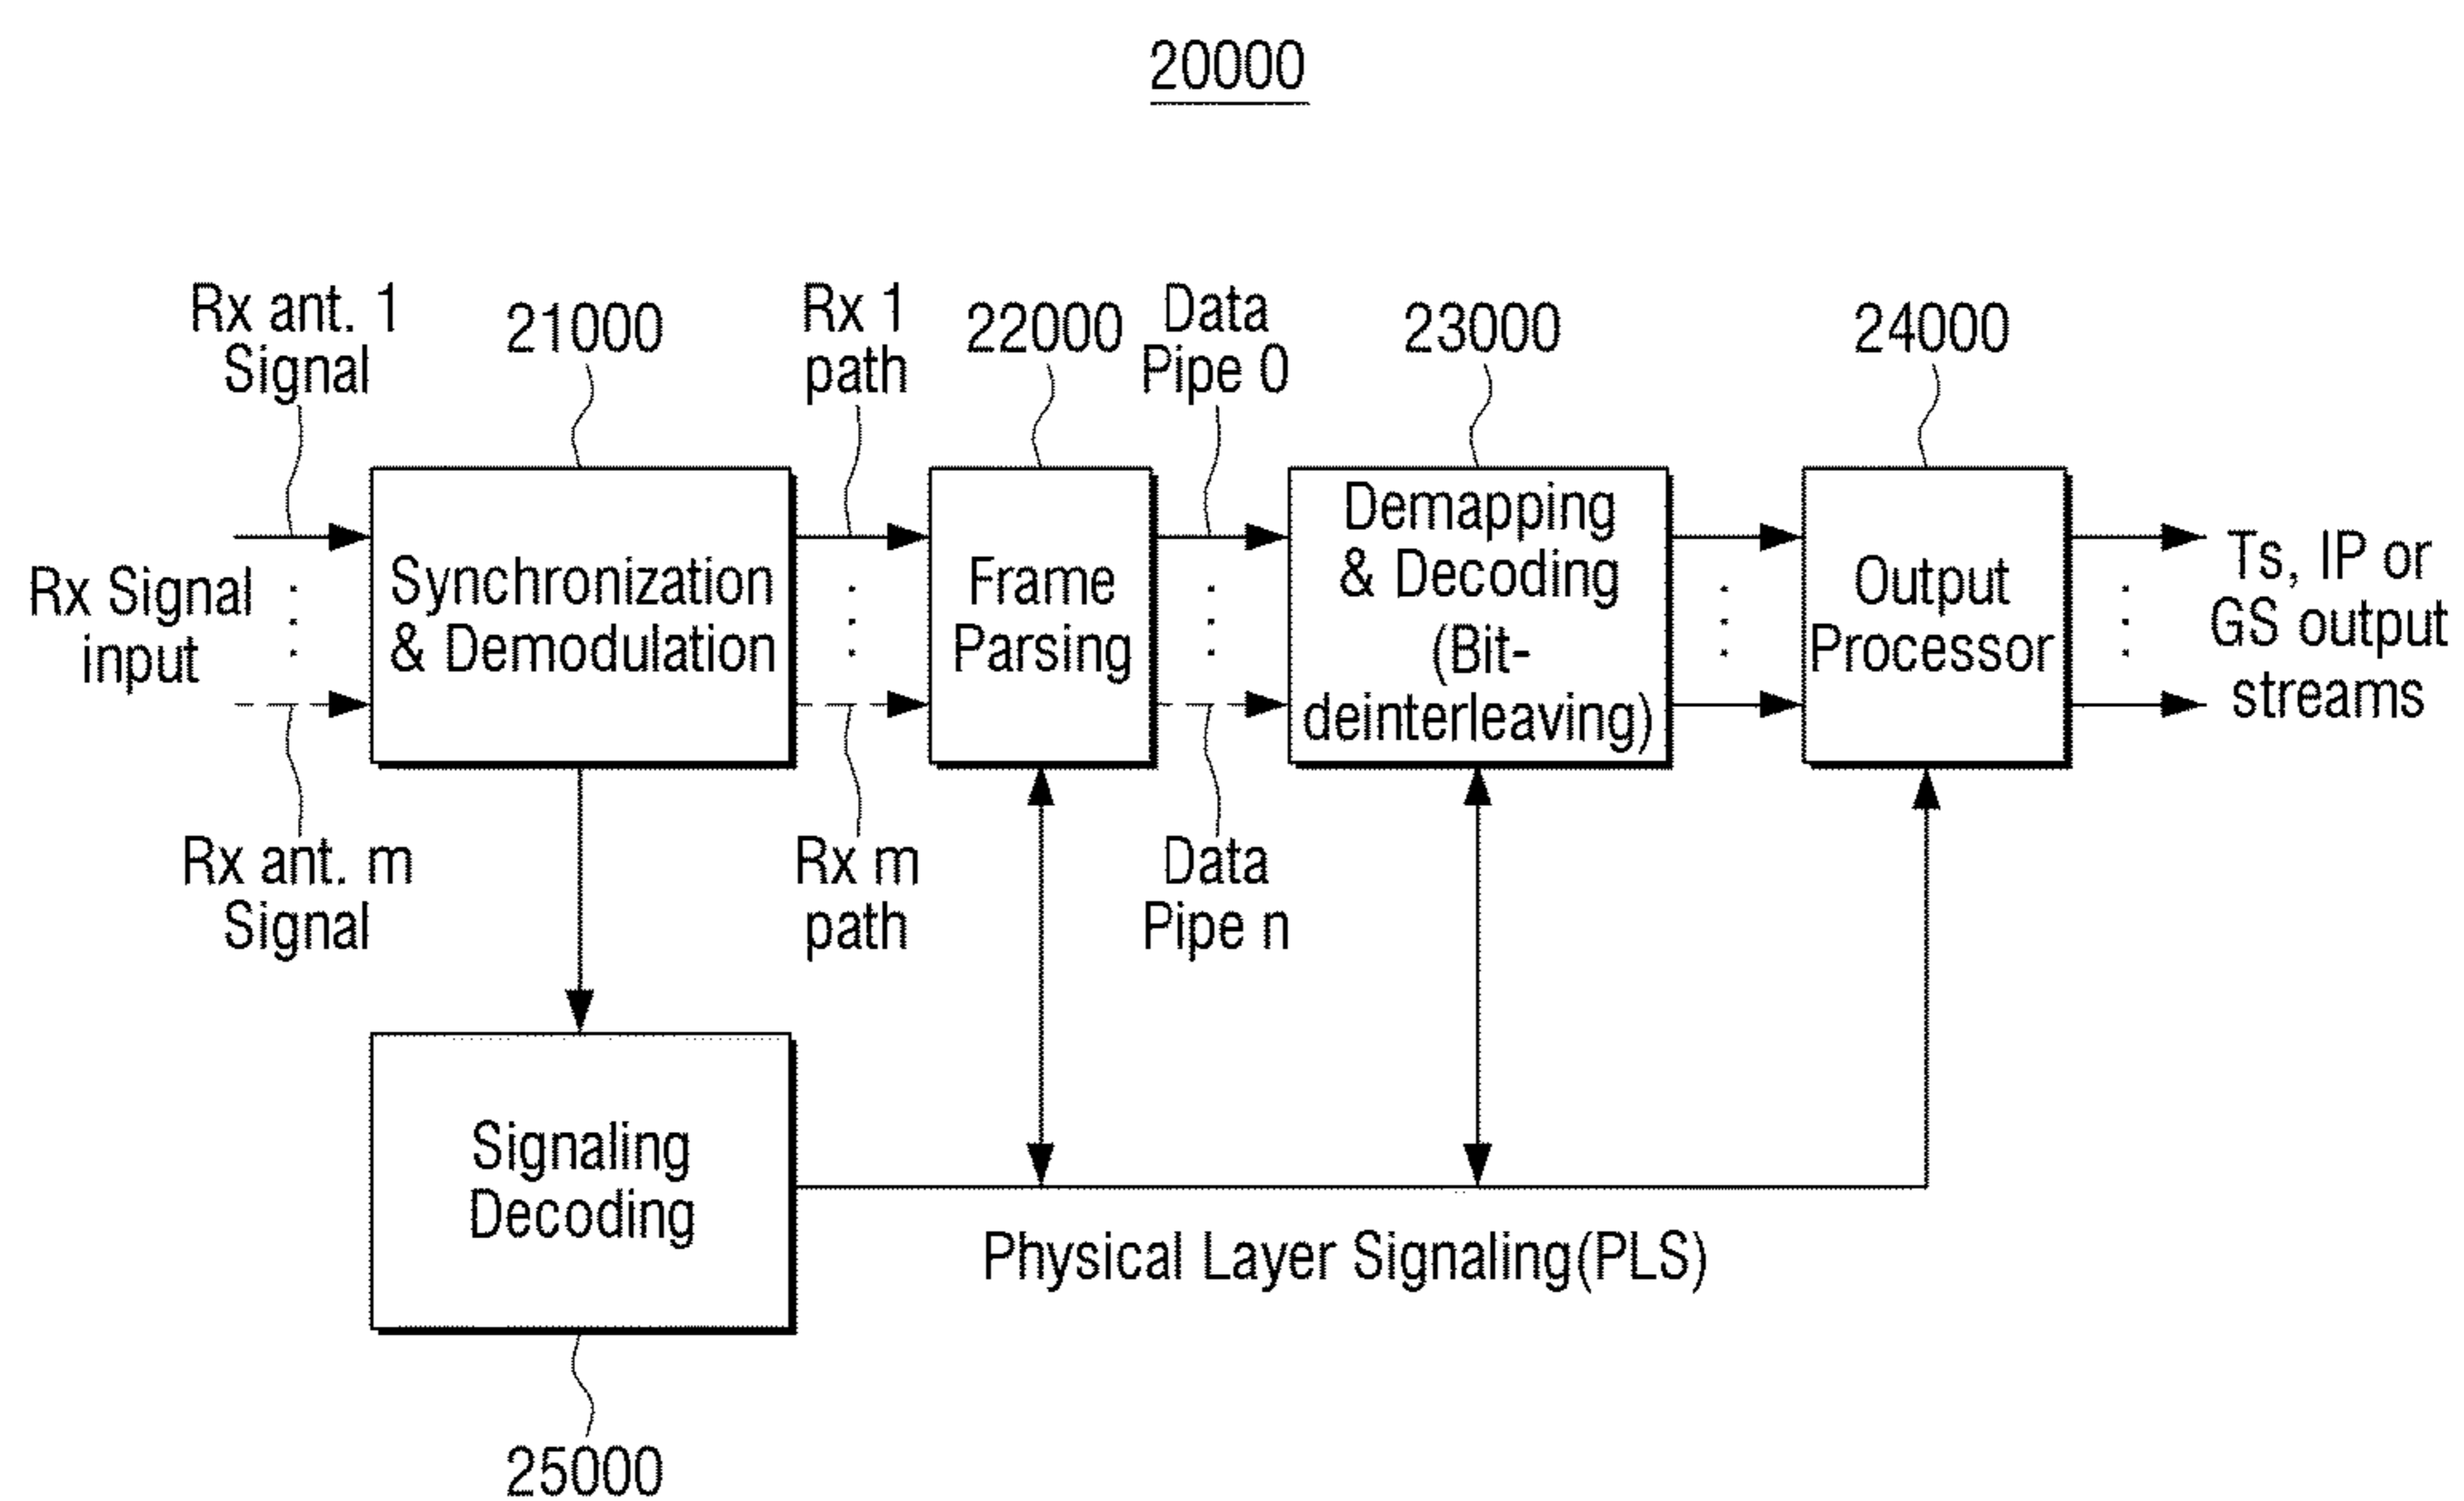 20000
Rx ant. 1
Signal
21000
Rx 1
path
22000
Data
Pipe 0
23000
24000
Rx Signal
input
Synchronization
& Demodulation
Frame
Parsing
Demapping
& Decoding
(Bit-
deinterleaving)
Output
Processor
Ts, IP or
GS output
streams
Rx ant. m
Signal
Rx m
path
Data
Pipe n
Signaling
Decoding
Physical Layer Signaling(PLS)
25000